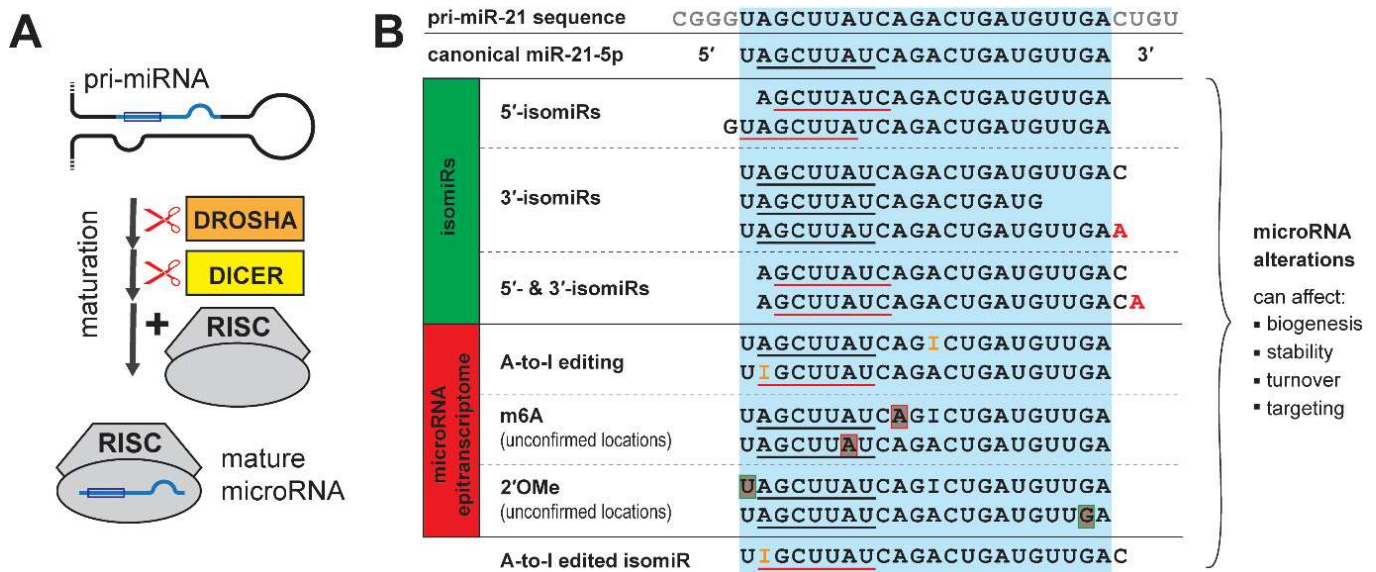 A
pri-miRNA
maturation
DROSHA
DICER
+
RISC
RISC
mature
microRNA
B
pri-miR-21 sequence CGGGUAGCUUAUCAGACUGAUGUUGACUGU
canonical miR-21-5p 5′ UAGCUUAUCAGACUGAUGUUGA 3′
isomiRs
5′-isomiRs
AGCUUAUCAGACUGAUGUUGA
GUAGCUUAUCAGACUGAUGUUGA
3′-isomiRs
UAGCUUAUCAGACUGAUGUUGAC
UAGCUUAUCAGACUGAUG
UAGCUUAUCAGACUGAUGUUGAA
5′- & 3′-isomiRs
AGCUUAUCAGACUGAUGUUGAC
AGCUUAUCAGACUGAUGUUGACA
microRNA
epitranscriptome
A-to-I editing
UAGCUUAUCAGICUGAUGUUGA
UIGCUUAUCAGACUGAUGUUGA
m6A
(unconfirmed locations)
UAGCUUAUCAGICUGAUGUUGA
UAGCUUAUCAGACUGAUGUUGA
2′OMe
(unconfirmed locations)
UAGCUUAUCAGICUGAUGUUGA
UAGCUUAUCAGACUGAUGUUGA
A-to-I edited isomiR UIGCUUAUCAGACUGAUGUUGAC
microRNA
alterations
can affect:
▪ biogenesis
▪ stability
▪ turnover
▪ targeting